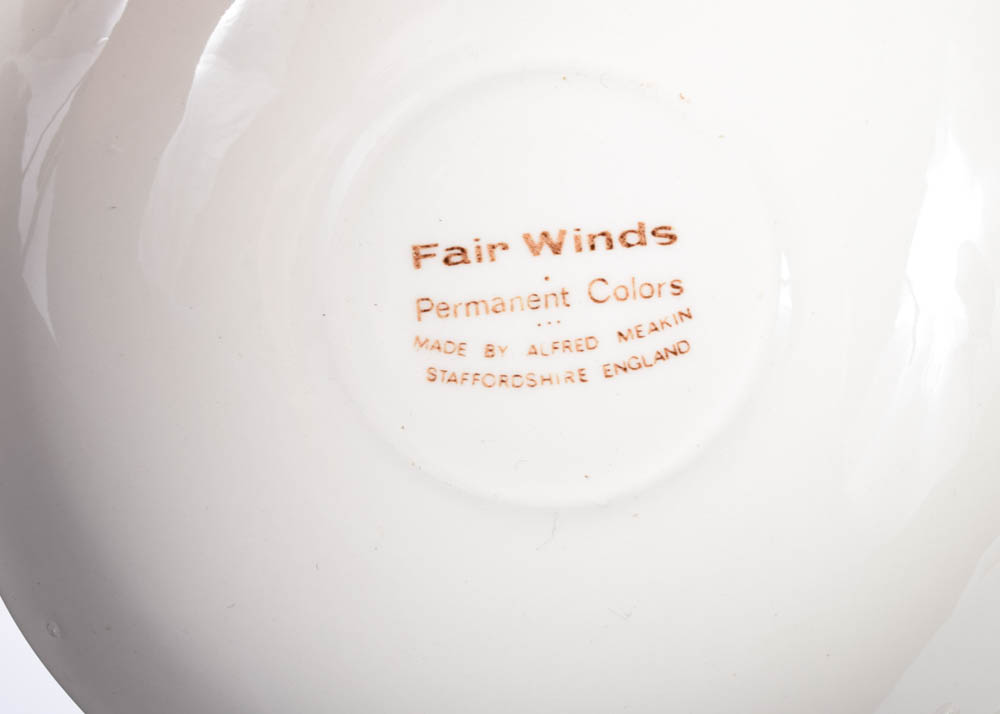 Fair Winds
Permanent Colors
MADE BY ALFRED MEAKIN
STAFFORDSHIRE ENGLAND